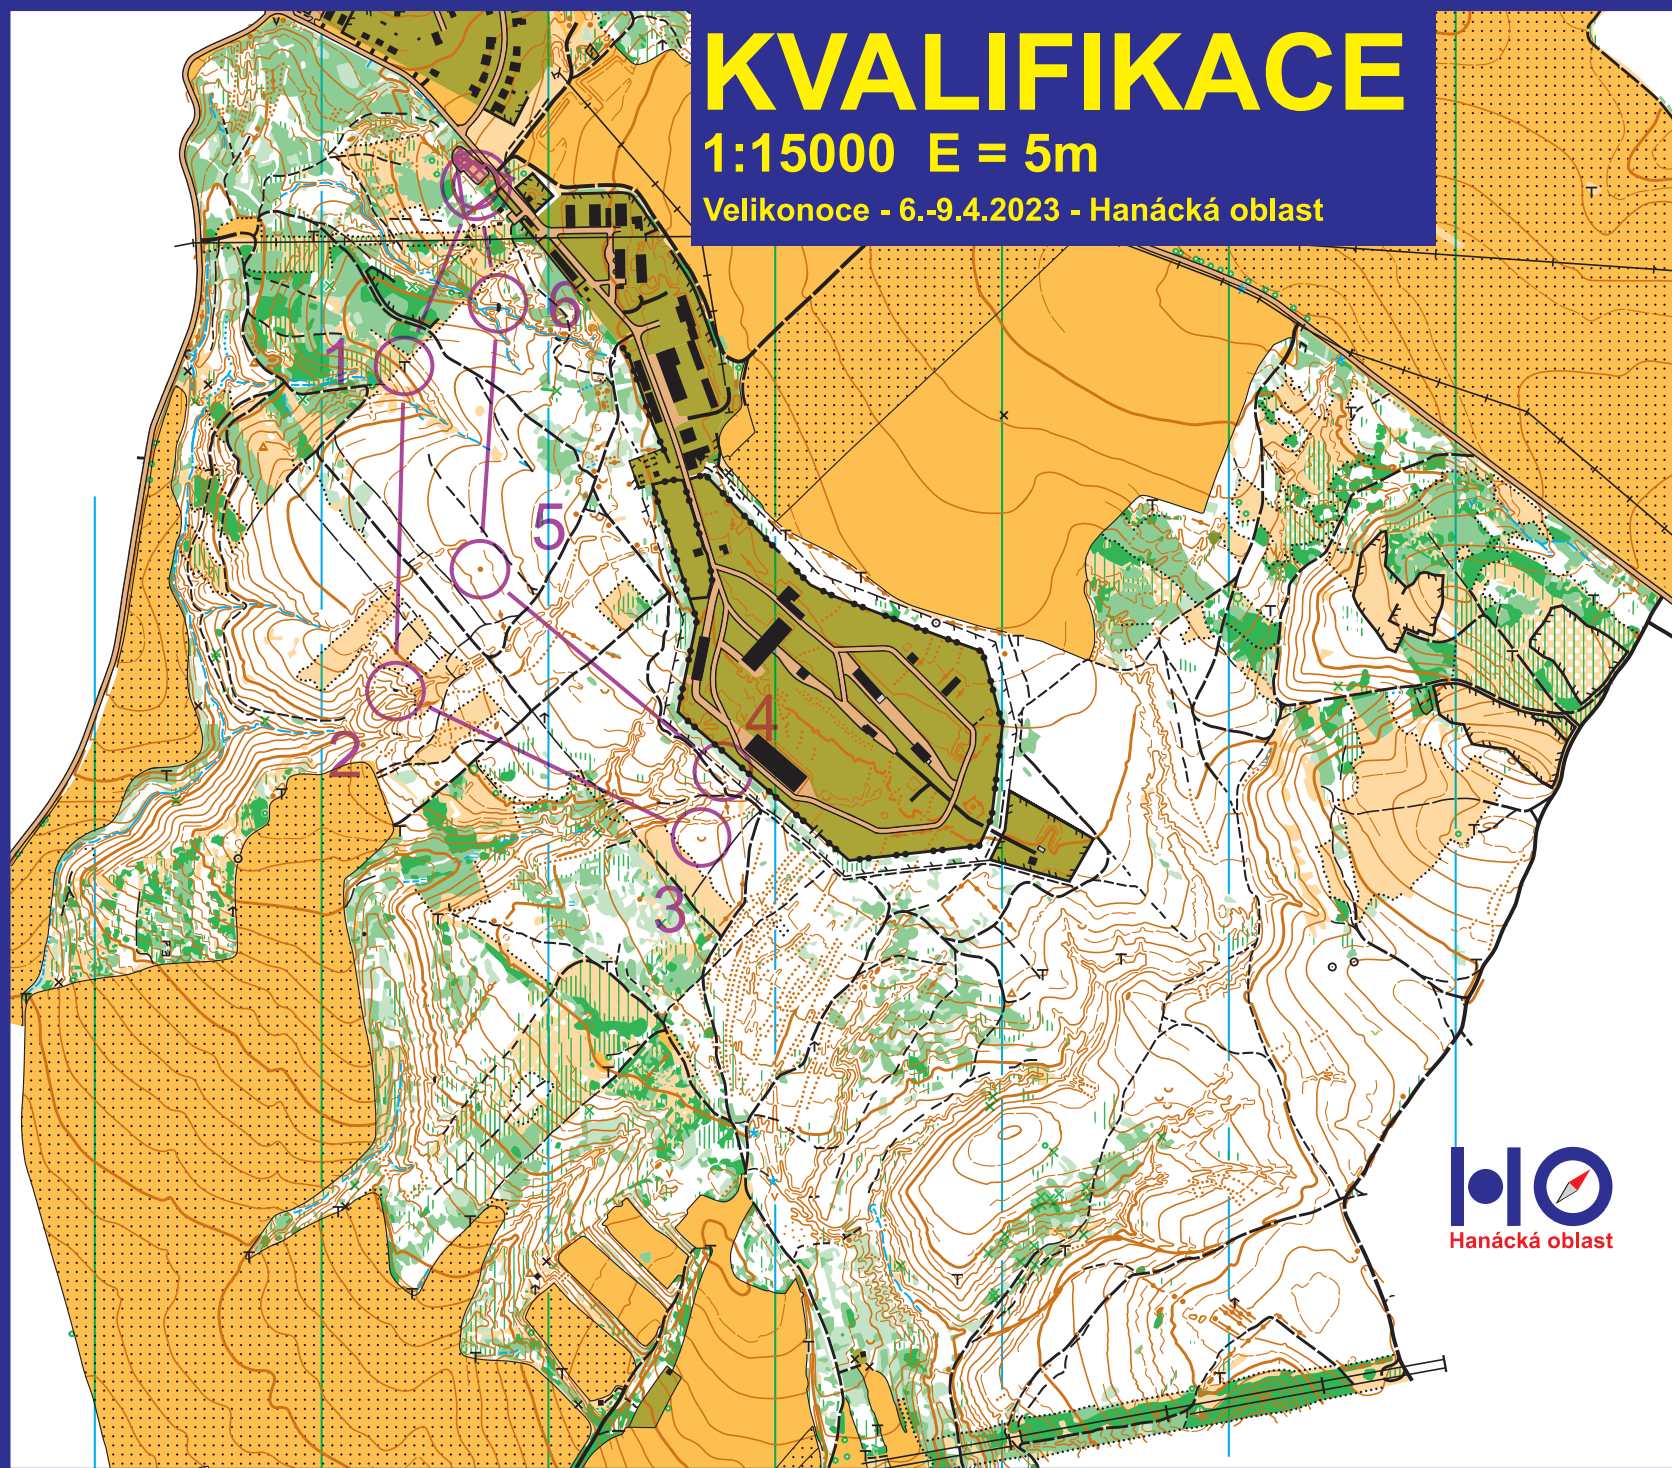 KVALIFIKACE
1:15000 E = 5m
Velikonoce - 6.-9.4.2023 - Hanácká oblast
6
1
5
4
2
3
HO
Hanácká oblast